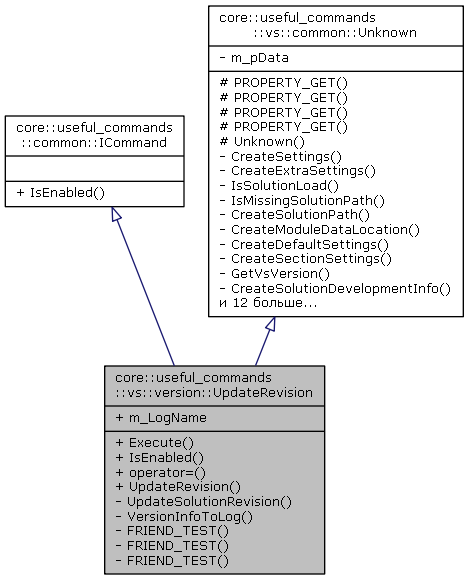 core::useful_commands
::vs::common::Unknown
- m_pData
# PROPERTY_GET()
# PROPERTY_GET()
# PROPERTY_GET()
# PROPERTY_GET()
# Unknown()
- CreateSettings()
- CreateExtraSettings()
- IsSolutionLoad()
- IsMissingSolutionPath()
- CreateSolutionPath()
- CreateModuleDataLocation()
- CreateDefaultSettings()
- CreateSectionSettings()
- GetVsVersion()
- CreateSolutionDevelopmentInfo()
и 12 больше...
core::useful_commands
::common::ICommand
+ IsEnabled()
core::useful_commands
::vs::version::UpdateRevision
+ m_LogName
+ Execute()
+ IsEnabled()
+ operator=()
+ UpdateRevision()
- UpdateSolutionRevision()
- VersionInfoToLog()
- FRIEND_TEST()
- FRIEND_TEST()
- FRIEND_TEST()